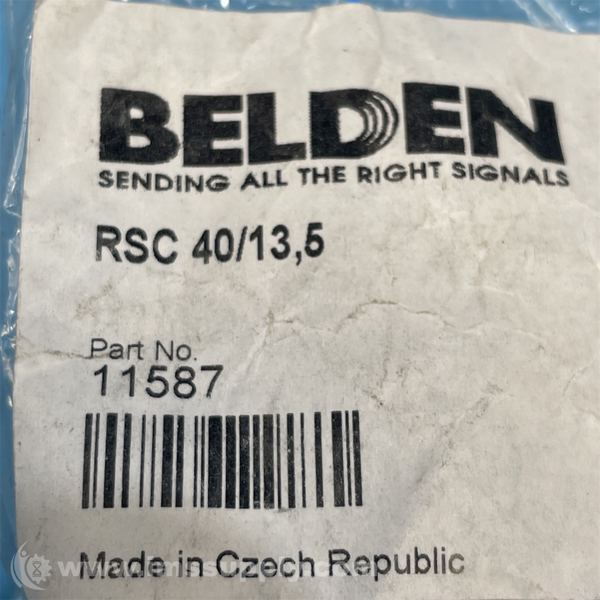 BELDEN
SENDING ALL THE RIGHT SIGNALS
RSC 40/13,5
Part No.
11587
Made in Czech Republic